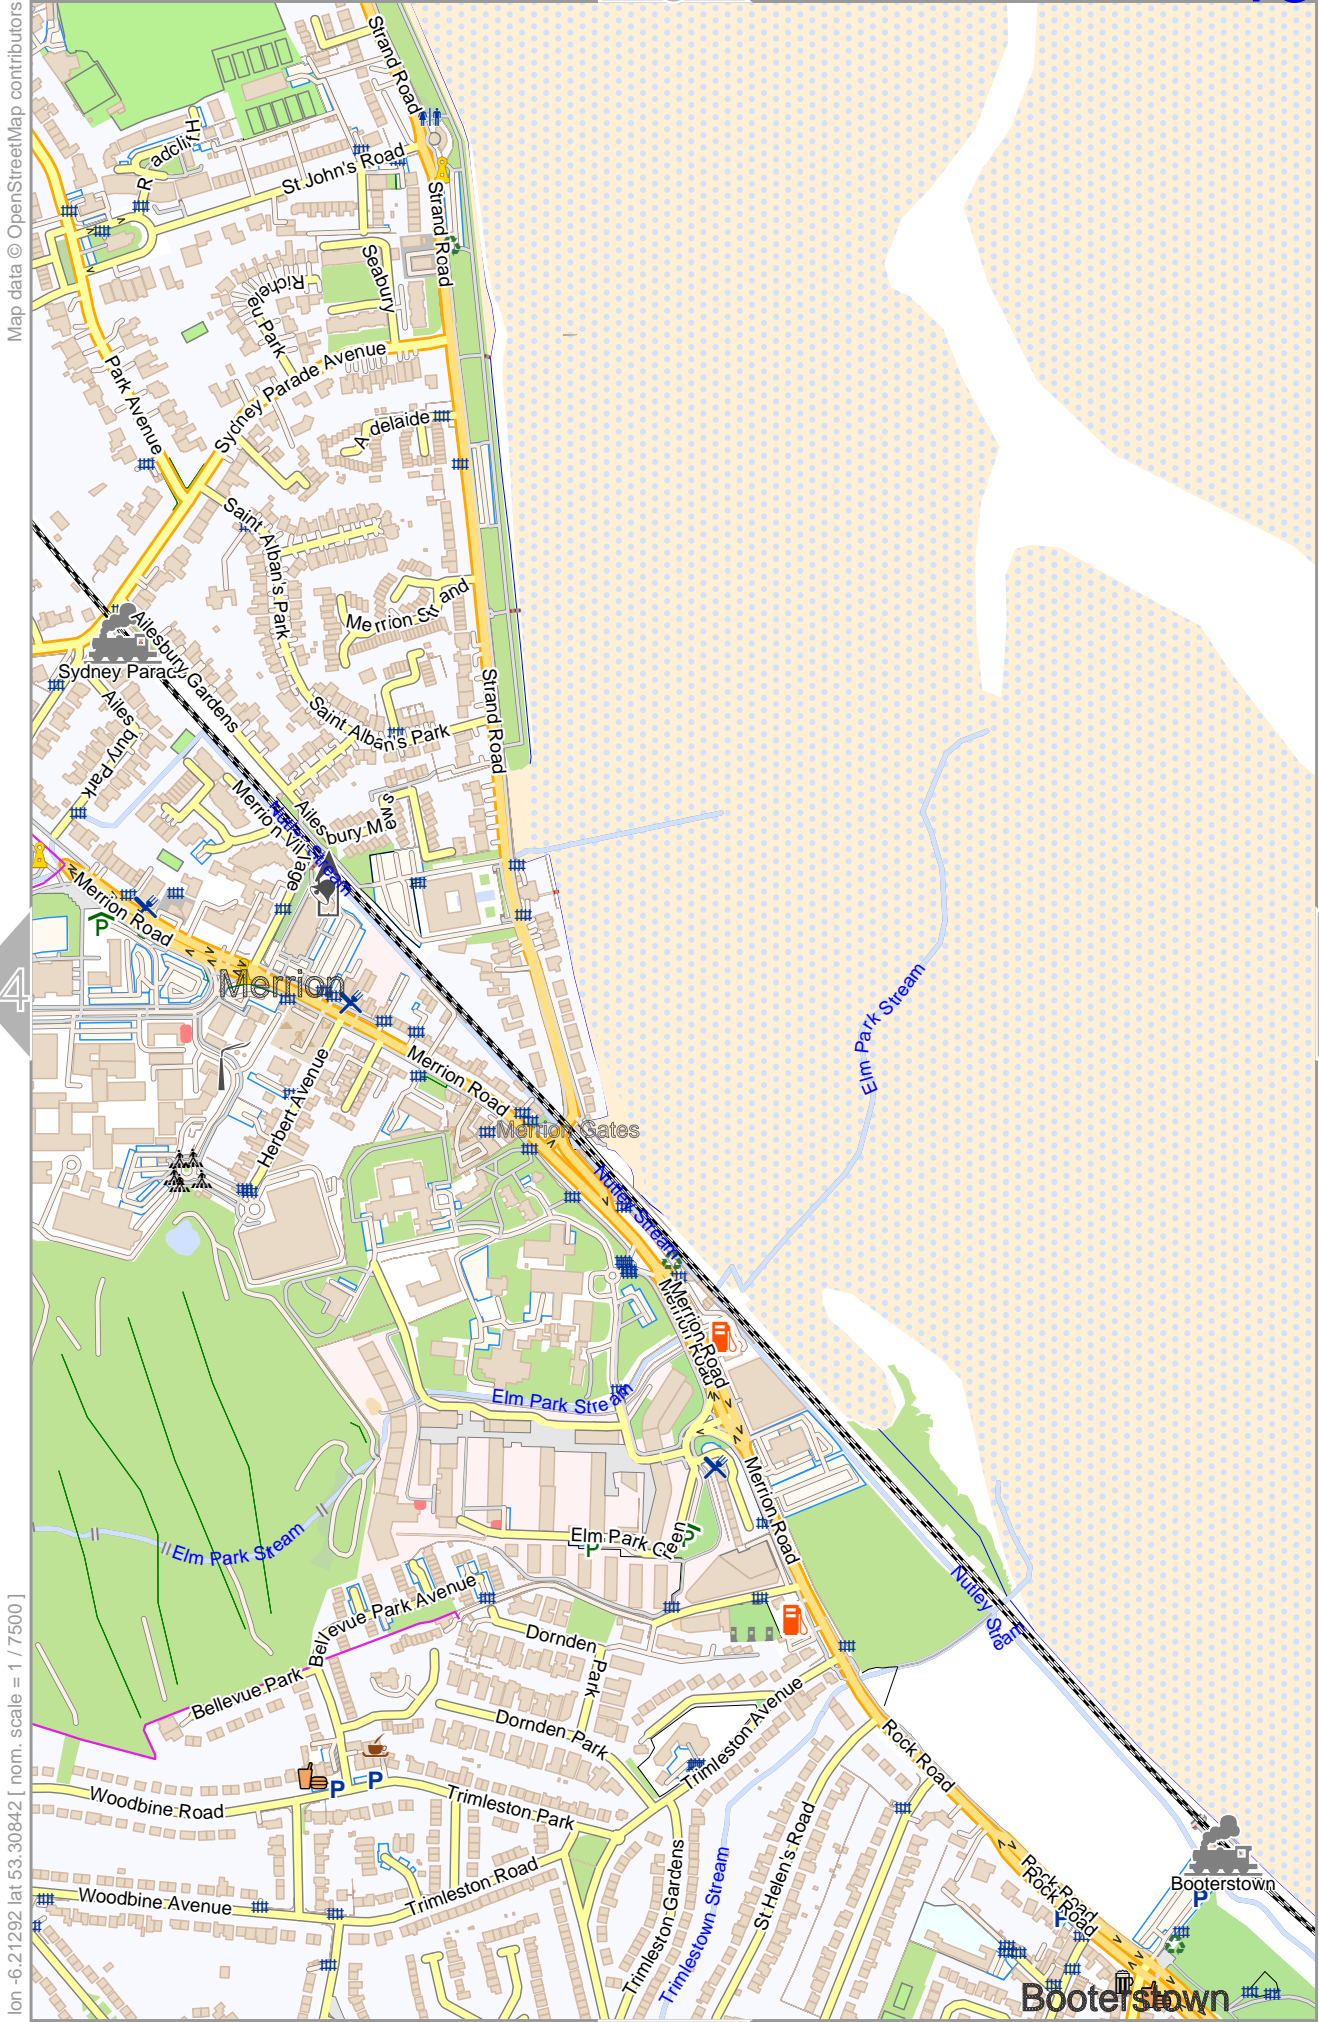 Map data © OpenStreetMap contributors
Strand Road
Radcliff H
St John's Road
Strand Road
Seabury
Richelieu Park
Park Avenue
Sydney Parade Avenue
Adelaide
Saint Alban's Park
Merrion Strand
Ailesbury Gardens
Sydney Parade
Strand Road
Saint Alban's Park
Ailesbury Park
Merrion Village
Nutley Stream
Ailesbury Mews
Merrion Road
P
4
Merrion
Elm Park Stream
Herbert Avenue
Merrion Road
Merrion Gates
Nutley Stream
Merrion Road
Merrion Road
Elm Park Stream
Merrion Road
Elm Park Green
P
P
Elm Park Stream
Nutley Stream
Bellevue Park Avenue
Dornden Park
Bellevue Park
Dornden Park
Trimleston Avenue
Rock Road
P
P
Woodbine Road
Trimleston Park
St Helen's Road
Trimleston Gardens
Trimlestown Stream
Trimleston Road
Woodbine Avenue
Rock Road
Rock Road
P
P
Booterstown
Booterstown
lon -6.21292 lat 53.30842 [ nom. scale = 1 / 7500 ]